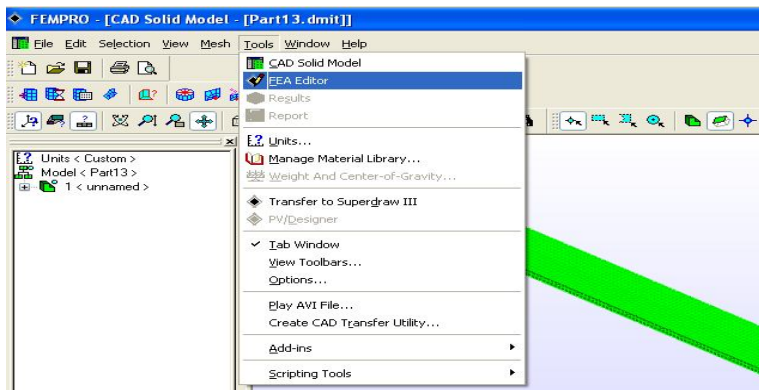 FEMPRO - [CAD Solid Model - [Part13.dmit]]
File Edit Selection View Mesh Tools Window Help
CAD Solid Model
FEA Editor
Results
Report
Units...
Manage Material Library...
Weight And Center-of-Gravity...
Transfer to Superdraw III
PV/Designer
Tab Window
View Toolbars...
Options...
Play AVI File...
Create CAD Transfer Utility...
Add-ins
Scripting Tools
Units < Custom >
Model < Part13 >
1 < unnamed >